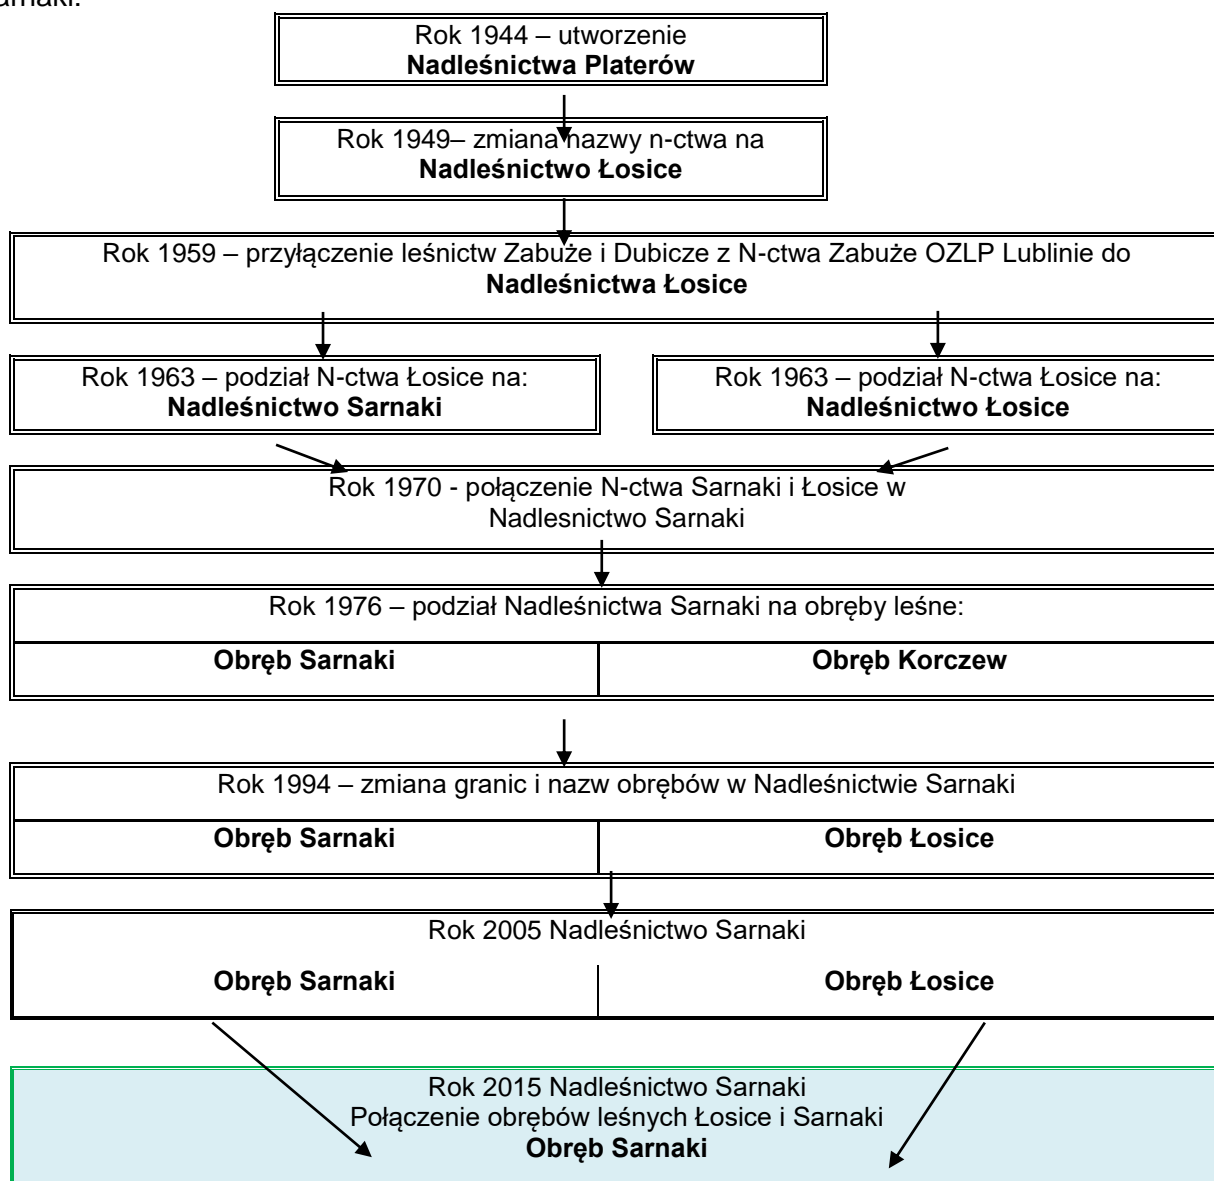 arnaki.
Rok 1944 – utworzenie
Nadleśnictwa Platerów
Rok 1949– zmiana nazwy n-ctwa na
Nadleśnictwo Łosice
Rok 1959 – przyłączenie leśnictw Zabuże i Dubicze z N-ctwa Zabuże OZLP Lublinie do
Nadleśnictwa Łosice
Rok 1963 – podział N-ctwa Łosice na:
Nadleśnictwo Sarnaki
Rok 1963 – podział N-ctwa Łosice na:
Nadleśnictwo Łosice
Rok 1970 - połączenie N-ctwa Sarnaki i Łosice w
Nadlesnictwo Sarnaki
Rok 1976 – podział Nadleśnictwa Sarnaki na obręby leśne:
Obręb Sarnaki
Obręb Korczew
Rok 1994 – zmiana granic i nazw obrębów w Nadleśnictwie Sarnaki
Obręb Sarnaki
Obręb Łosice
Rok 2005 Nadleśnictwo Sarnaki
Obręb Sarnaki
Obręb Łosice
Rok 2015 Nadleśnictwo Sarnaki
Połączenie obrębów leśnych Łosice i Sarnaki
Obręb Sarnaki